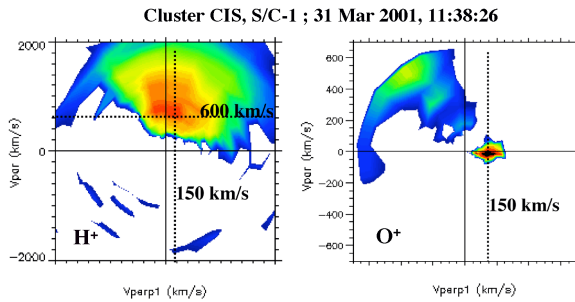 Cluster CIS, S/C-1 ; 31 Mar 2001, 11:38:26
2000
0
-2000
Vpar (km/s)
600 km/s
150 km/s
H+
Vperp1 (km/s)
600
400
200
0
-200
-400
-600
Vpar (km/s)
150 km/s
O+
Vperp1 (km/s)